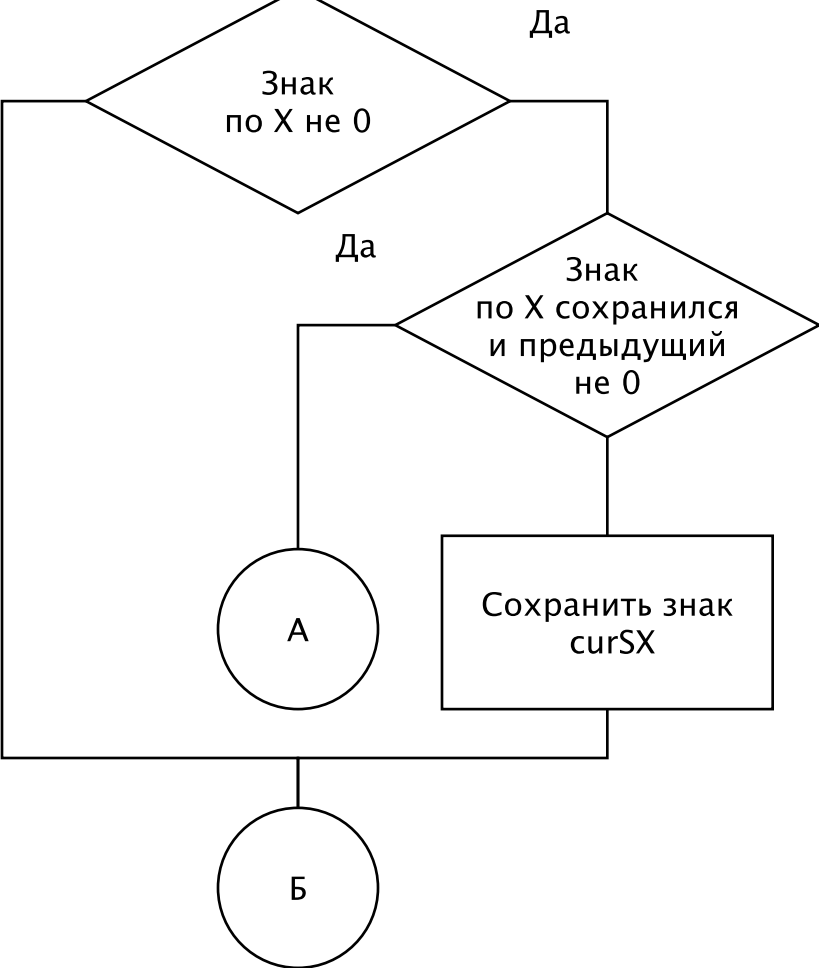 Да
Знак
по X не 0
Да
Знак
по X сохранился
и предыдущий
не 0
А
Сохранить знак
curSX
Б